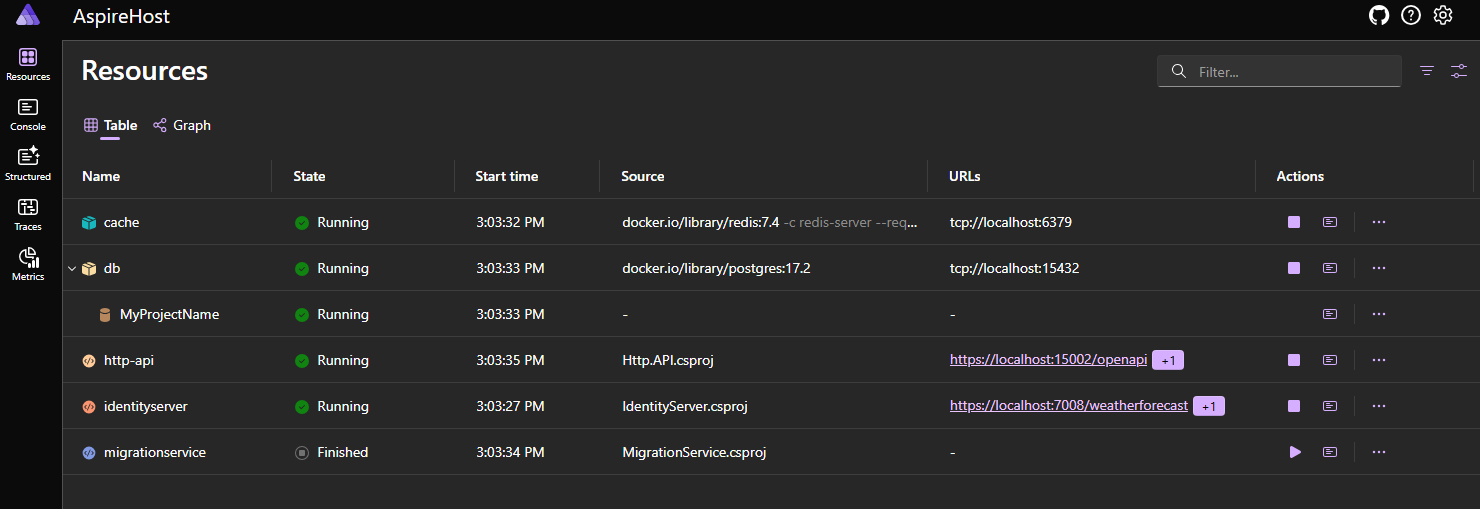 AspireHost
Resources
Console
Structured
Traces
Metrics
Resources
Filter...
Table Graph
Name State Start time Source URLs Actions
cache Running 3:03:32 PM docker.io/library/redis:7.4 -c redis-server --req... tcp://localhost:6379
db Running 3:03:33 PM docker.io/library/postgres:17.2 tcp://localhost:15432
MyProjectName Running 3:03:33 PM - -
http-api Running 3:03:35 PM Http.API.csproj https://localhost:15002/openapi +1
identityserver Running 3:03:27 PM IdentityServer.csproj https://localhost:7008/weatherforecast +1
migrationservice Finished 3:03:34 PM MigrationService.csproj -